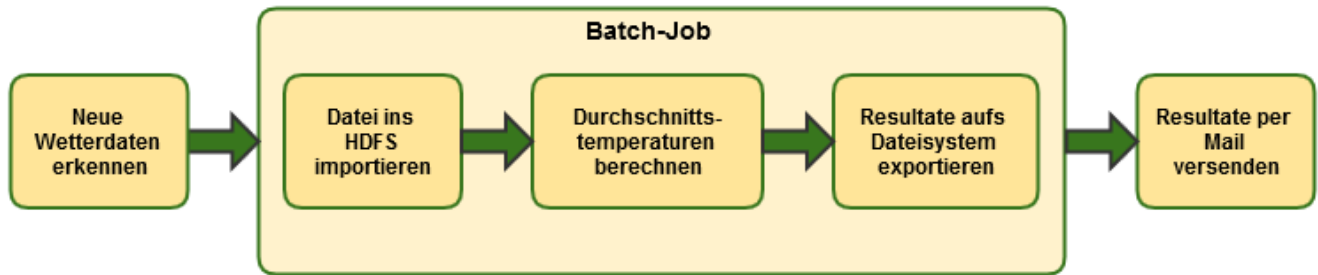 Batch-Job
Neue
Wetterdaten
erkennen
Datei ins
HDFS
importieren
Durchschnitts-
temperaturen
berechnen
Resultate aufs
Dateisystem
exportieren
Resultate per
Mail
versenden